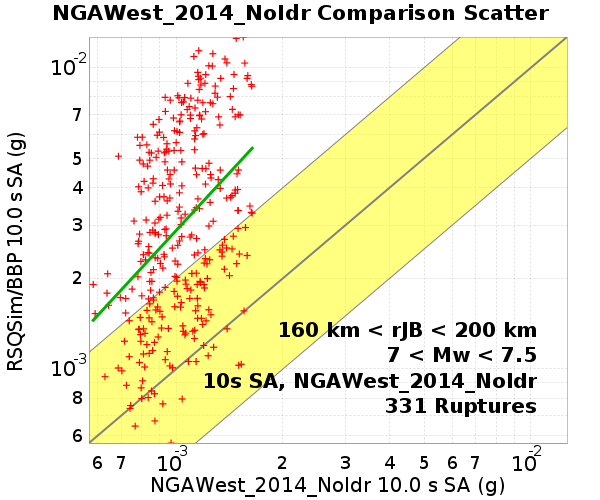 NGAWest_2014_NoIdr Comparison Scatter
RSQSim/BBP 10.0 s SA (g)
10-2
7
5
4
3
2
10-3
8
6
160 km < rJB < 200 km
7 < Mw < 7.5
10s SA, NGAWest_2014_NoIdr
331 Ruptures
6 7 10-3 2 3 4 5 6 7 10-2
NGAWest_2014_NoIdr 10.0 s SA (g)